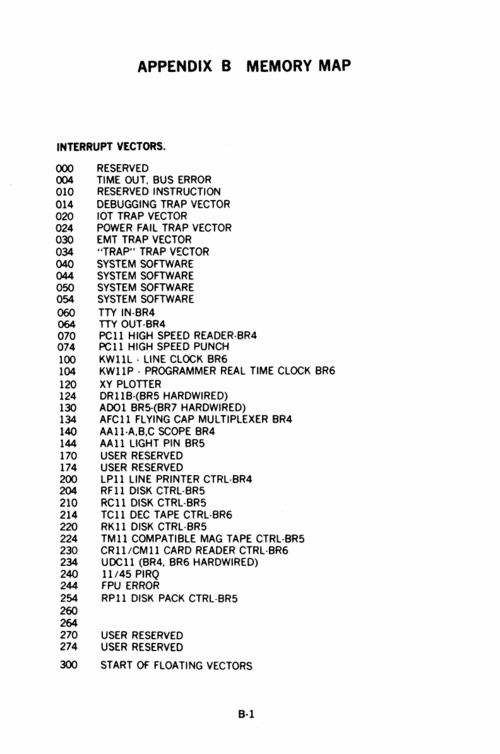 APPENDIX B MEMORY MAP
INTERRUPT VECTORS.
000 RESERVED
004 TIME OUT, BUS ERROR
010 RESERVED INSTRUCTION
014 DEBUGGING TRAP VECTOR
020 IOT TRAP VECTOR
024 POWER FAIL TRAP VECTOR
030 EMT TRAP VECTOR
034 "TRAP" TRAP VECTOR
040 SYSTEM SOFTWARE
044 SYSTEM SOFTWARE
050 SYSTEM SOFTWARE
054 SYSTEM SOFTWARE
060 TTY IN-BR4
064 TTY OUT-BR4
070 PC11 HIGH SPEED READER-BR4
074 PC11 HIGH SPEED PUNCH
100 KW11L - LINE CLOCK BR6
104 KW11P - PROGRAMMER REAL TIME CLOCK BR6
120 XY PLOTTER
124 DR11B-(BR5 HARDWIRED)
130 ADO1 BR5-(BR7 HARDWIRED)
134 AFC11 FLYING CAP MULTIPLEXER BR4
140 AA11-A,B,C SCOPE BR4
144 AA11 LIGHT PIN BR5
170 USER RESERVED
174 USER RESERVED
200 LP11 LINE PRINTER CTRL-BR4
204 RF11 DISK CTRL-BR5
210 RC11 DISK CTRL-BR5
214 TC11 DEC TAPE CTRL-BR6
220 RK11 DISK CTRL-BR5
224 TM11 COMPATIBLE MAG TAPE CTRL-BR5
230 CR11/CM11 CARD READER CTRL-BR6
234 UDC11 (BR4, BR6 HARDWIRED)
240 11/45 PIRQ
244 FPU ERROR
254 RP11 DISK PACK CTRL-BR5
260
264
270 USER RESERVED
274 USER RESERVED
300 START OF FLOATING VECTORS
B-1